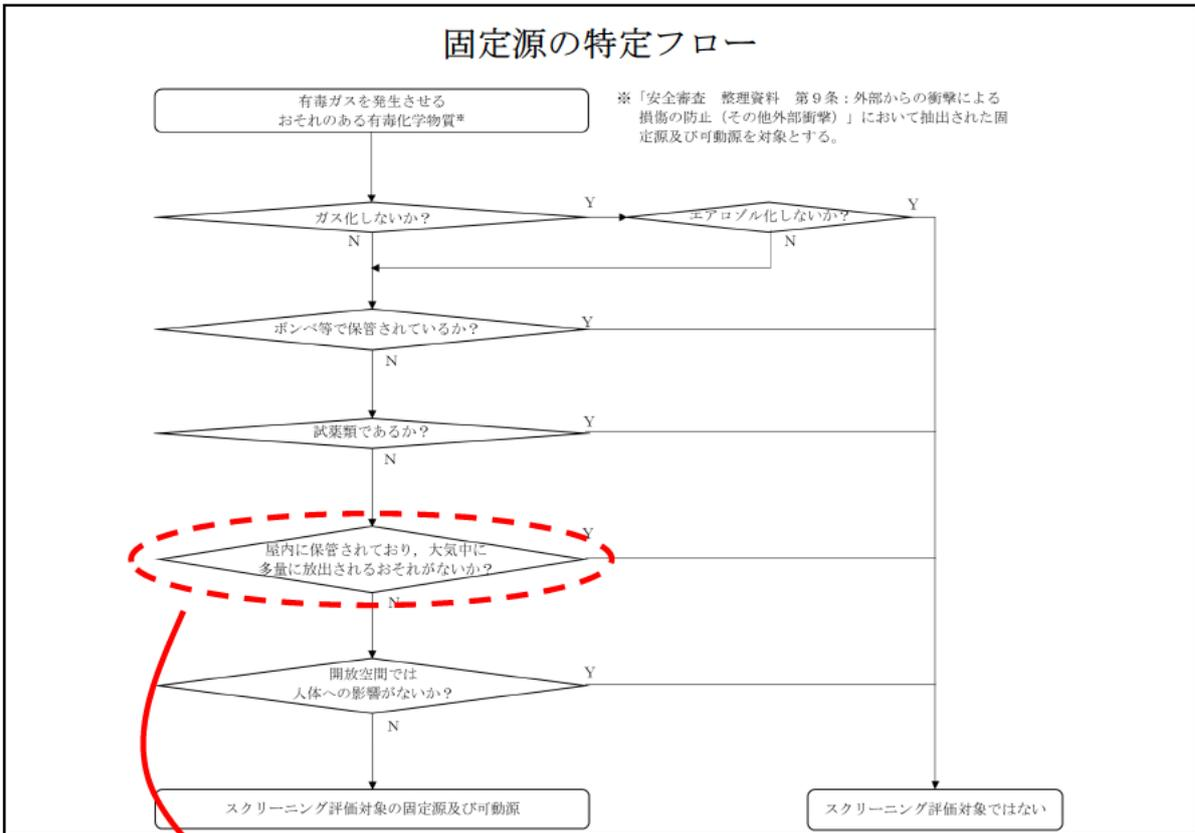 固定源の特定フロー
有毒ガスを発生させる
おそれのある有毒化学物質※
※「安全審査　整理資料　第９条：外部からの衝撃による
損傷の防止（その他外部衝撃）」において抽出された固
定源及び可動源を対象とする。
ガス化しないか？
Y
エアロゾル化しないか？
Y
N
N
ボンベ等で保管されているか？
Y
N
試薬類であるか？
Y
N
屋内に保管されており，大気中に
多量に放出されるおそれがないか？
Y
N
開放空間では
人体への影響がないか？
Y
N
スクリーニング評価対象の固定源及び可動源
スクリーニング評価対象ではない